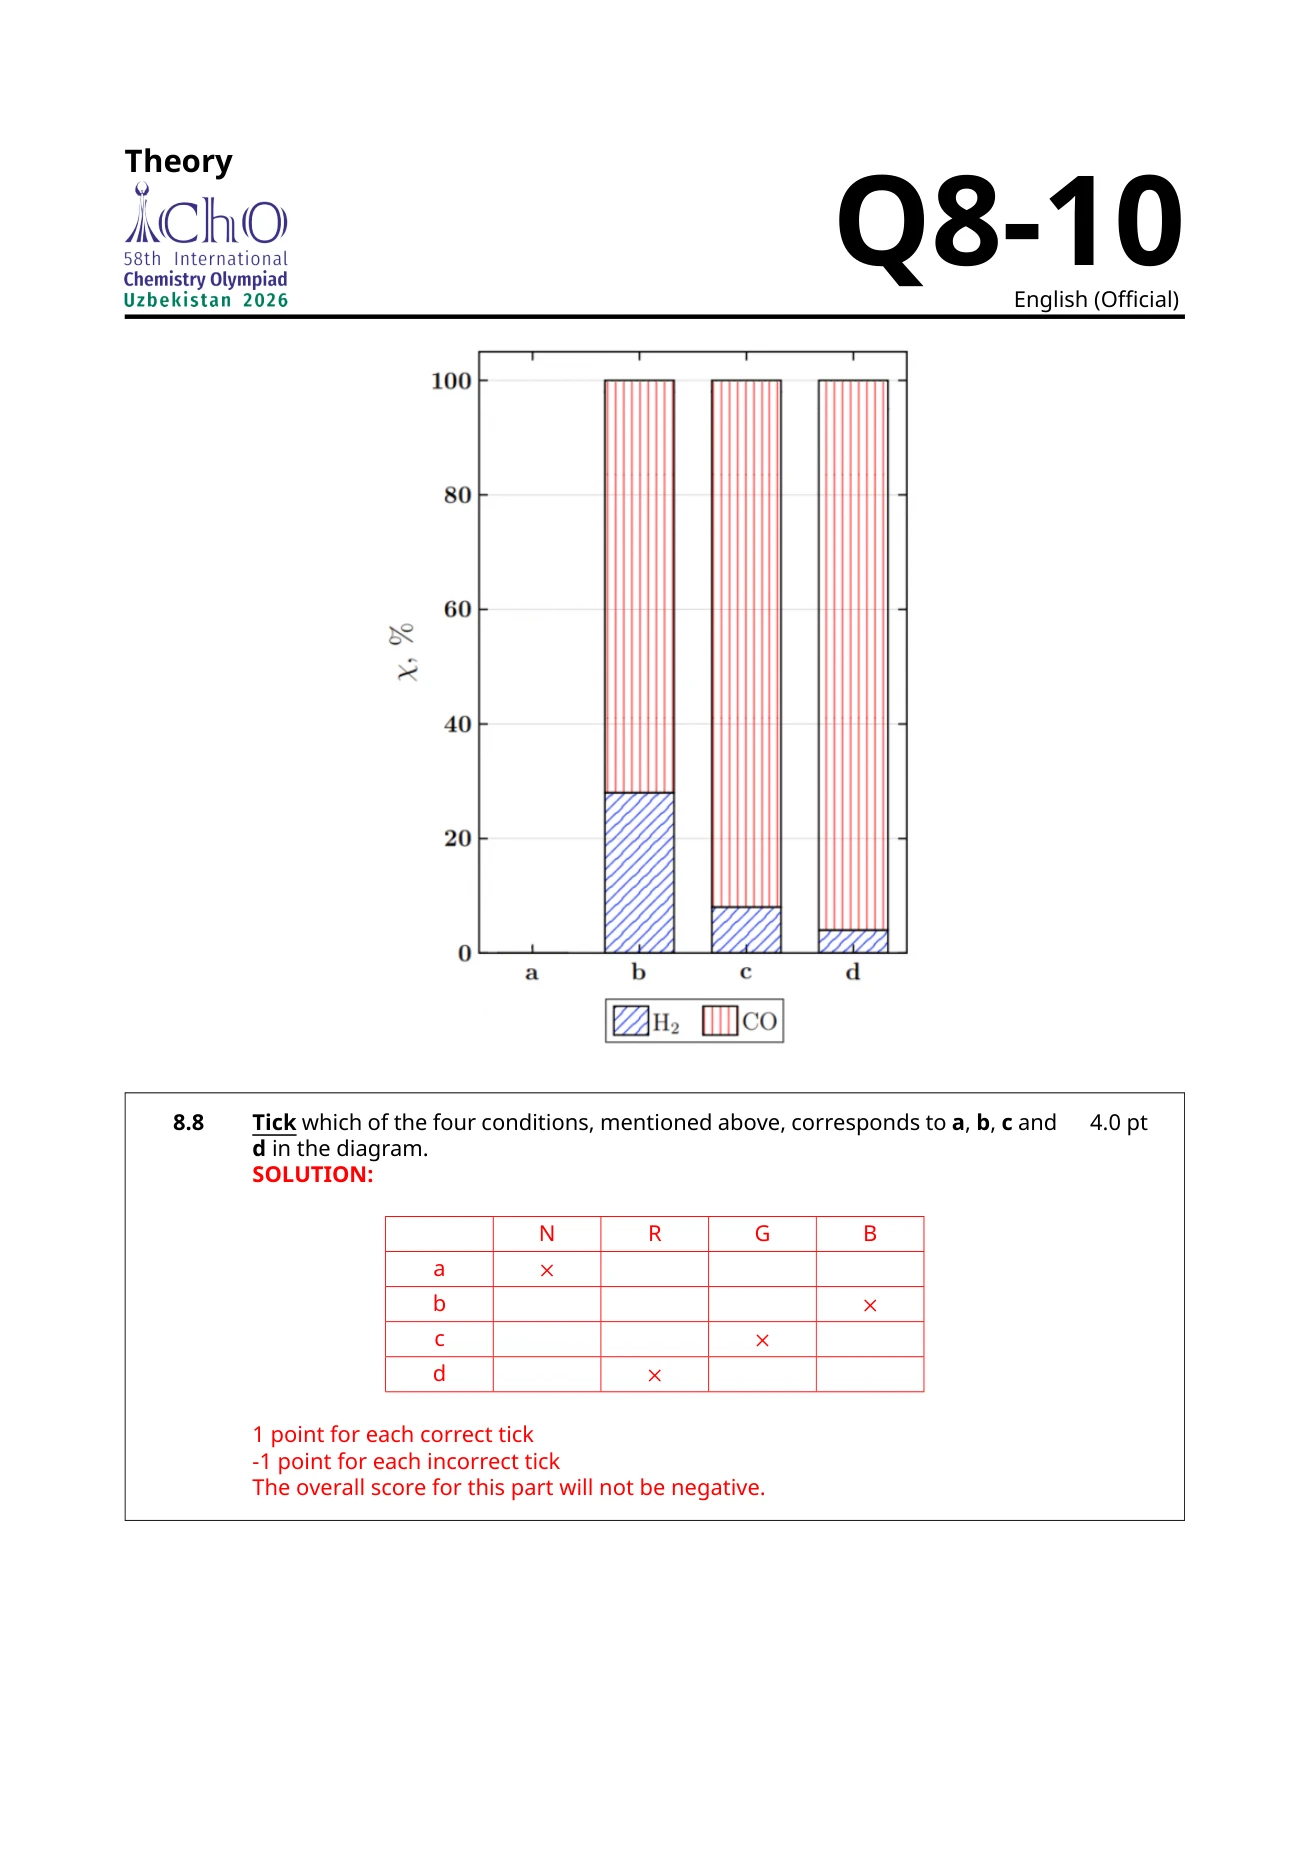 Theory
IChO
58th International
Chemistry Olympiad
Uzbekistan 2026
Q8-10
English (Official)
100
80
60
40
20
0
χ, %
a b c d
H₂ CO
8.8 Tick which of the four conditions, mentioned above, corresponds to a, b, c and 4.0 pt
d in the diagram.
SOLUTION:
N R G B
a ×
b ×
c ×
d ×
1 point for each correct tick
-1 point for each incorrect tick
The overall score for this part will not be negative.